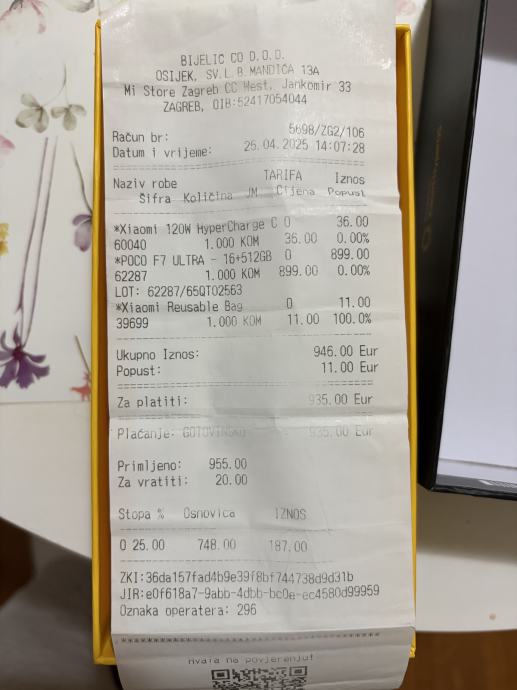 BIJELIC CO D.O.O.
OSIJEK, SV.L.B.MANDIĆA 13A
Mi Store Zagreb CC West, Jankomir 33
ZAGREB, OIB:52417054044
Račun br: 5698/ZG2/106
Datum i vrijeme: 25.04.2025 14:07:28
TARIFA Iznos
Naziv robe
Šifra Količina JM Cijena Popust
*Xiaomi 120W HyperCharge C O 36.00
60040 1.000 KOM 36.00 0.00%
*POCO F7 ULTRA - 16+512GB O 899.00
62287 1.000 KOM 899.00 0.00%
LOT: 62287/65QT02563
*Xiaomi Reusable Bag O 11.00
39699 1.000 KOM 11.00 100.0%
Ukupno Iznos: 946.00 Eur
Popust: 11.00 Eur
Za platiti: 935.00 Eur
Plaćanje: GOTOVINSKO 935.00 Eur
Primljeno: 955.00
Za vratiti: 20.00
Stopa % Osnovica IZNOS
O 25.00 748.00 187.00
ZKI:36da157fad4b9e39f8bf744738d9d31b
JIR:e0f618a7-9abb-4dbb-bc0e-ec4580d99959
Oznaka operatera: 296
Hvala na povjerenju!